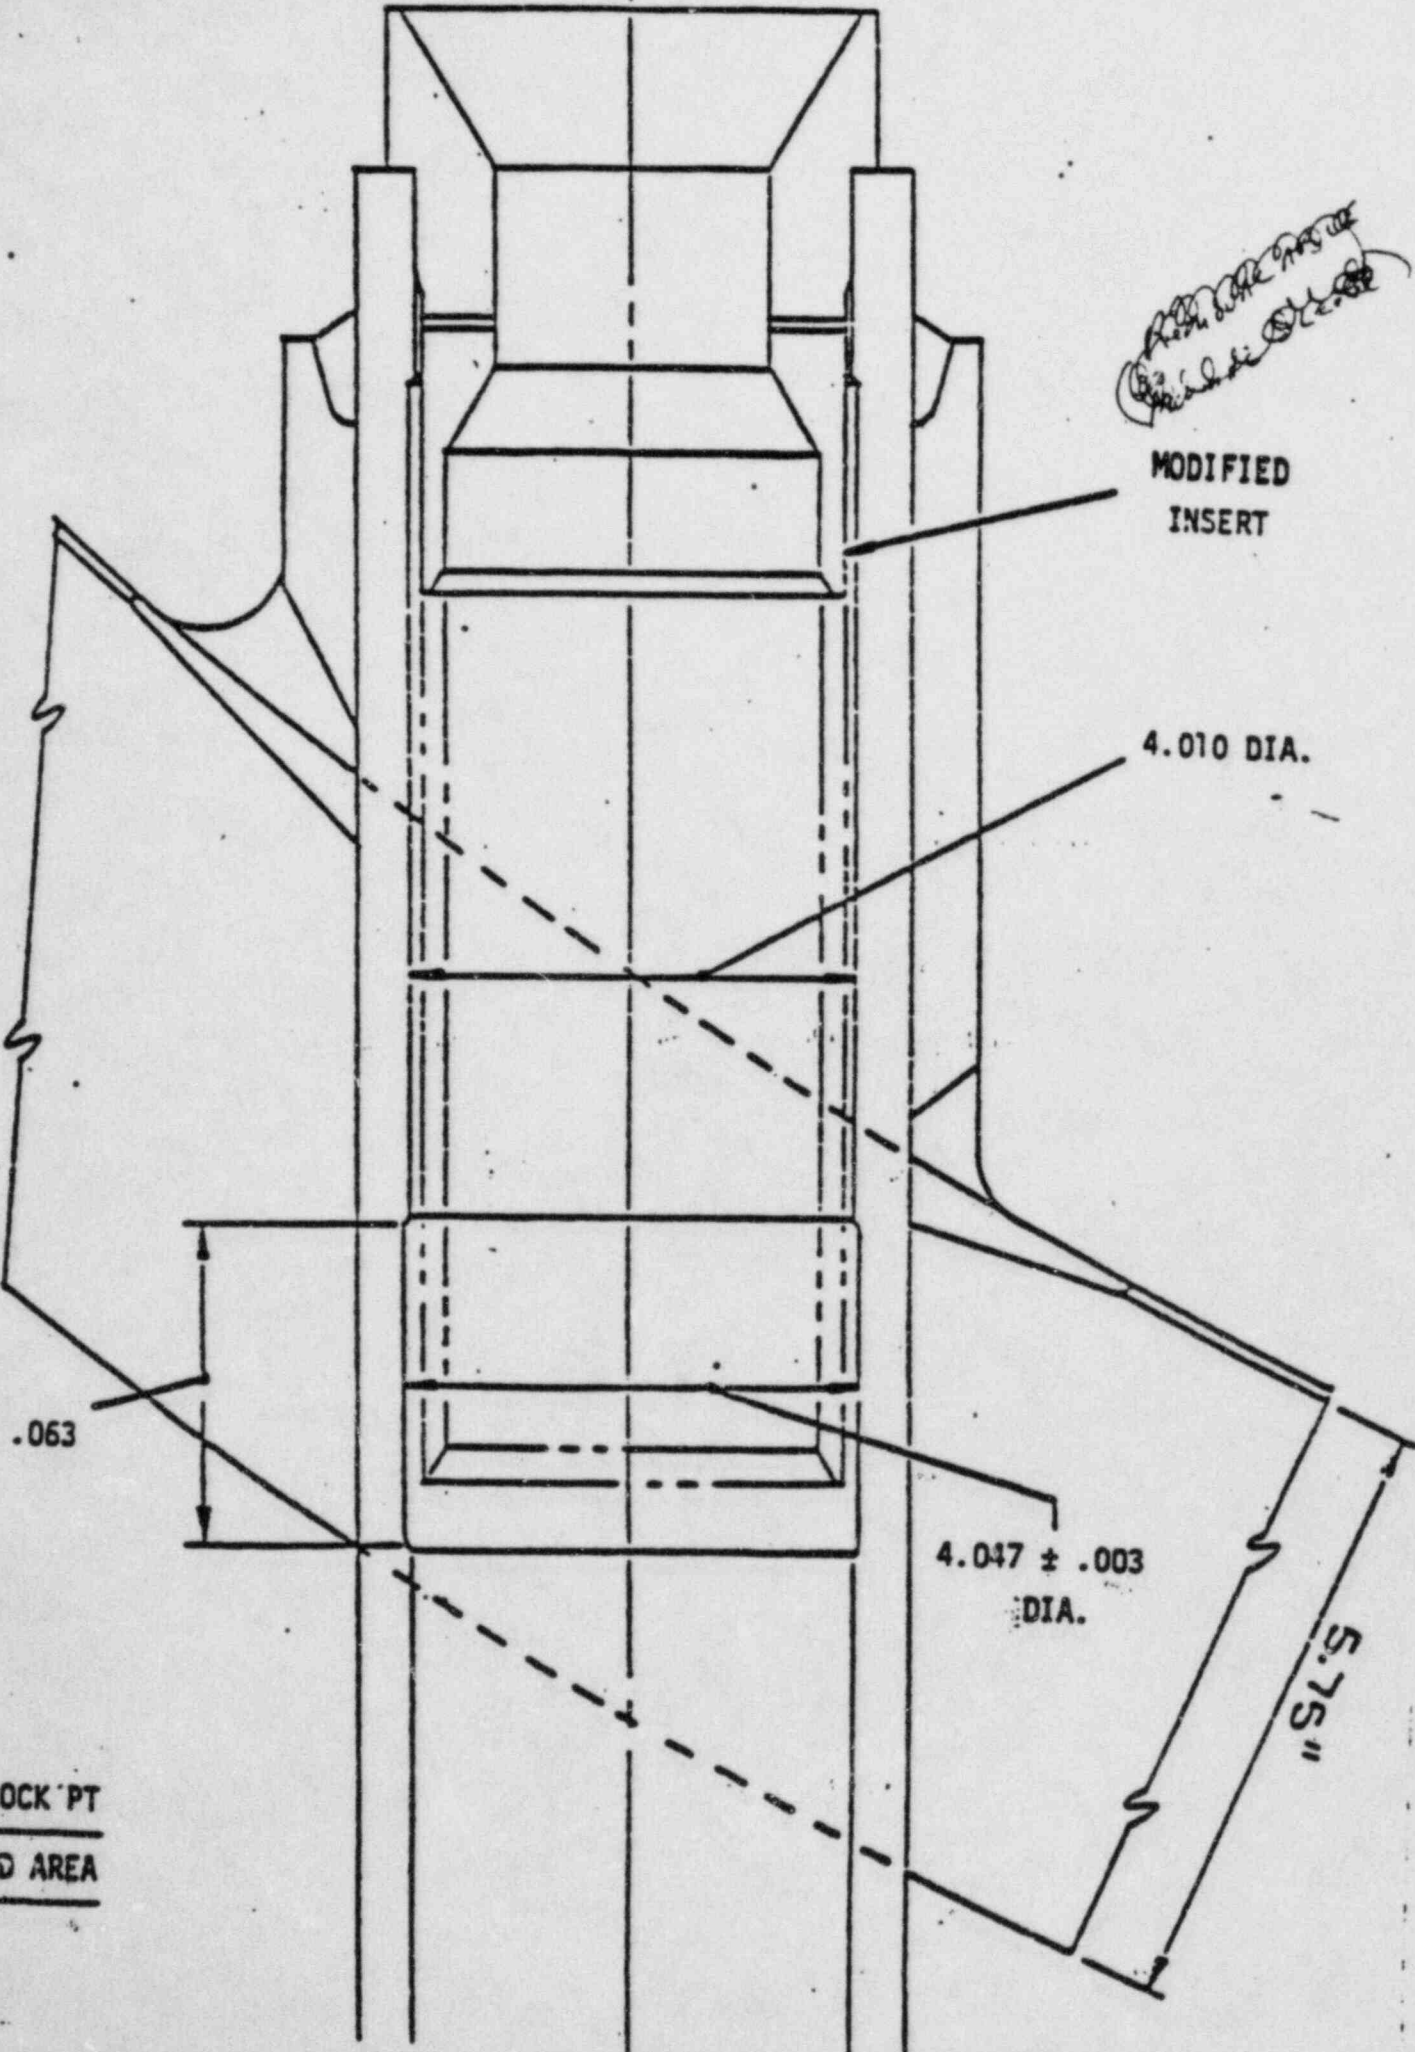 MODIFIED
INSERT
4.010 DIA.
.063
4.047 ± .003
DIA.
5.75"
OCK PT
D AREA